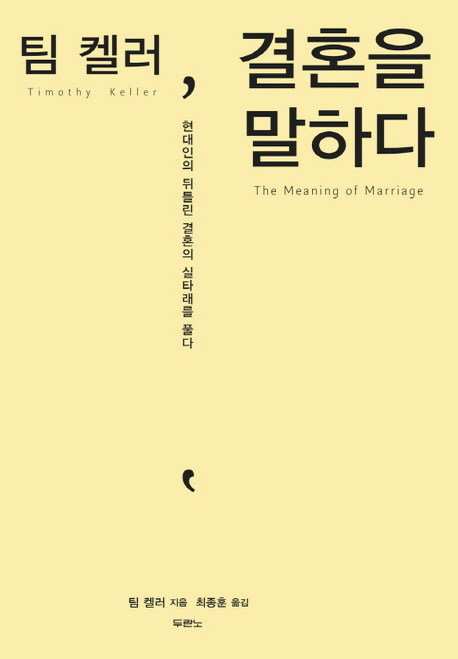 팀 켈러,
Timothy Keller
결혼을
말하다
The Meaning of Marriage
현대인의 뒤틀린 결혼의 실타래를 풀다
팀 켈러 지음 최종훈 옮김
두란노